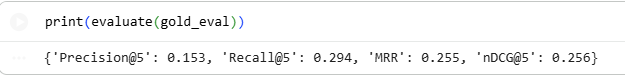 print(evaluate(gold_eval))
{'Precision@5': 0.153, 'Recall@5': 0.294, 'MRR': 0.255, 'nDCG@5': 0.256}